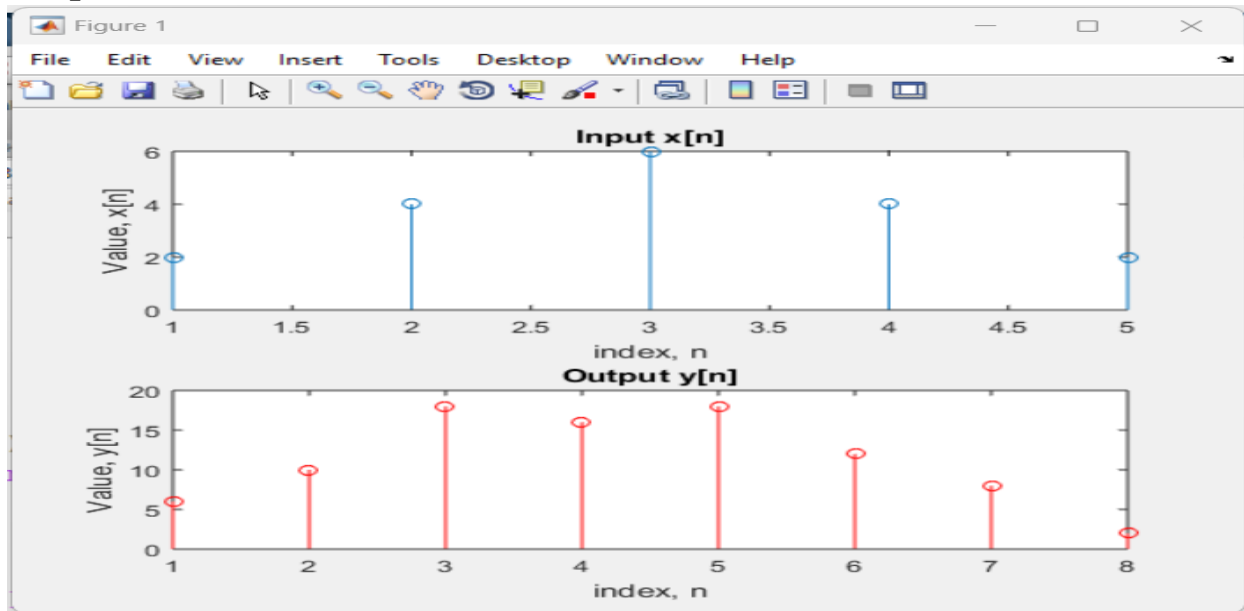 Figure 1
File Edit View Insert Tools Desktop Window Help
Input x[n]
Value, x[n]
6
4
2
0
1 1.5 2 2.5 3 3.5 4 4.5 5
index, n
Output y[n]
Value, y[n]
20
15
10
5
0
1 2 3 4 5 6 7 8
index, n